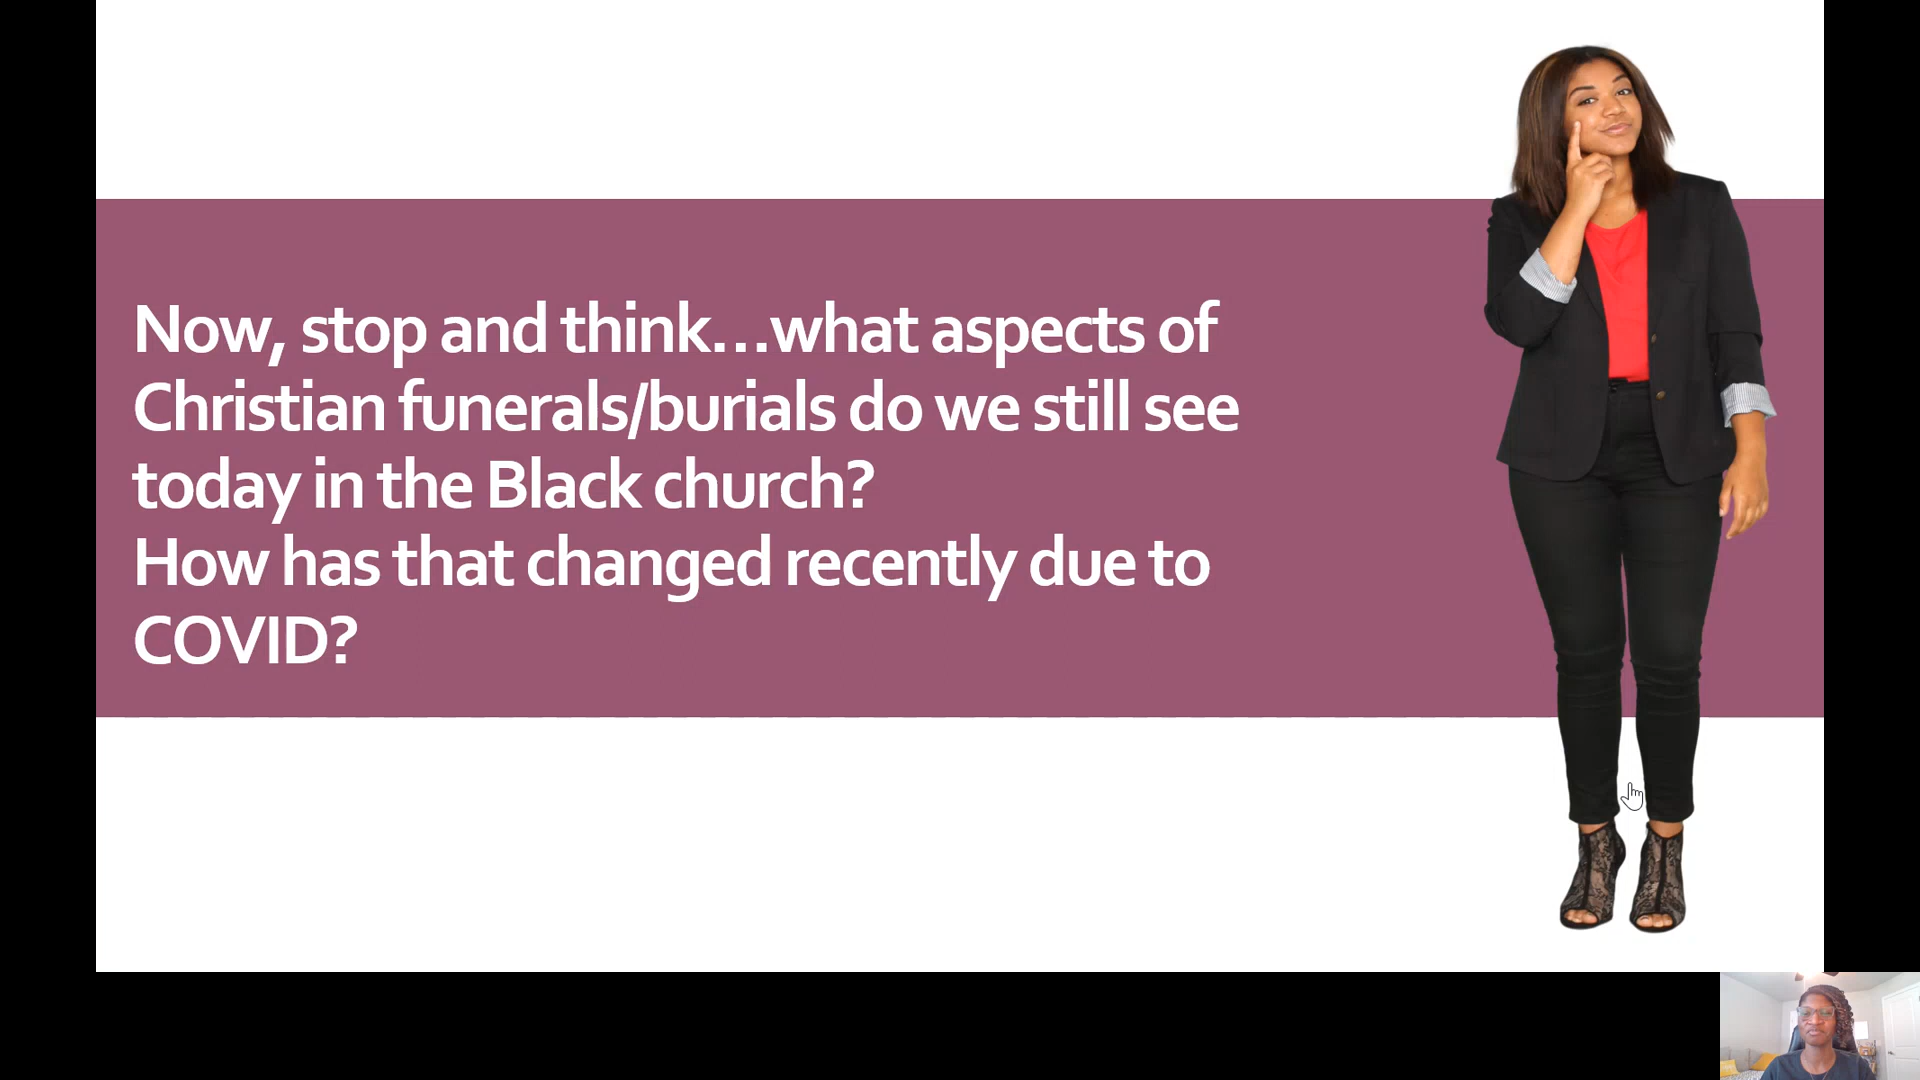 Now, stop and think...what aspects of
Christian funerals/burials do we still see
today in the Black church?
How has that changed recently due to
COVID?